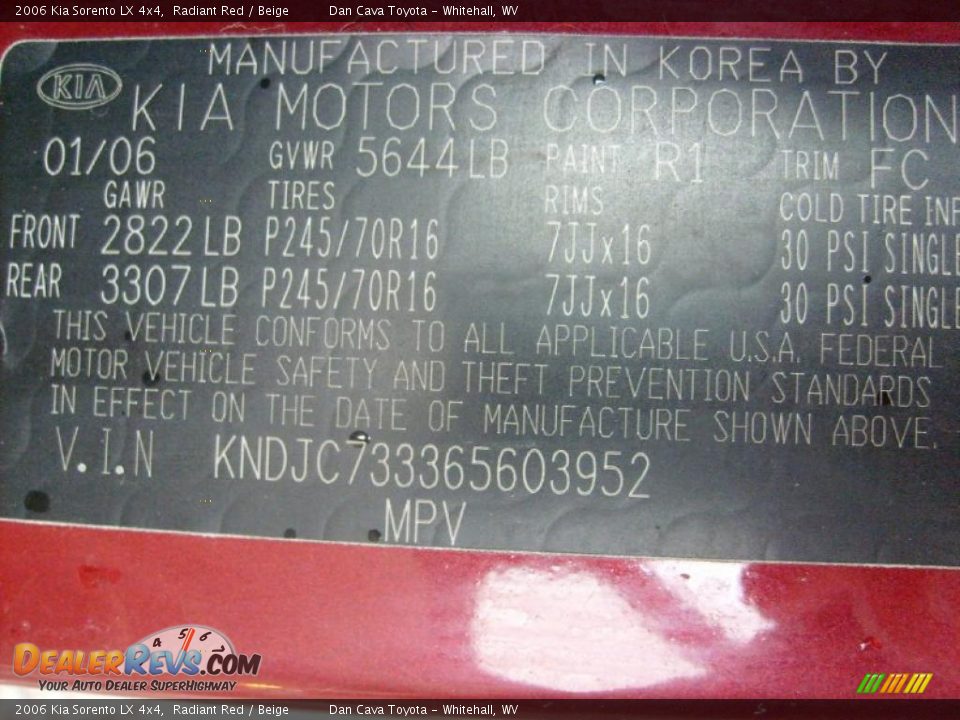 2006 Kia Sorento LX 4x4, Radiant Red / Beige Dan Cava Toyota - Whitehall, WV
MANUFACTURED IN KOREA BY
KIA KIA MOTORS CORPORATION
01/06 GVWR 5644LB PAINT R1 TRIM FC
GAWR TIRES RIMS COLD TIRE INF
FRONT 2822LB P245/70R16 7JJx16 30 PSI SINGLE
REAR 3307LB P245/70R16 7JJx16 30 PSI SINGLE
THIS VEHICLE CONFORMS TO ALL APPLICABLE U.S.A. FEDERAL
MOTOR VEHICLE SAFETY AND THEFT PREVENTION STANDARDS
IN EFFECT ON THE DATE OF MANUFACTURE SHOWN ABOVE.
V.I.N KNDJC733365603952
MPV
4 5 6
DEALERREVS.COM
YOUR AUTO DEALER SUPERHIGHWAY
2006 Kia Sorento LX 4x4, Radiant Red / Beige Dan Cava Toyota - Whitehall, WV